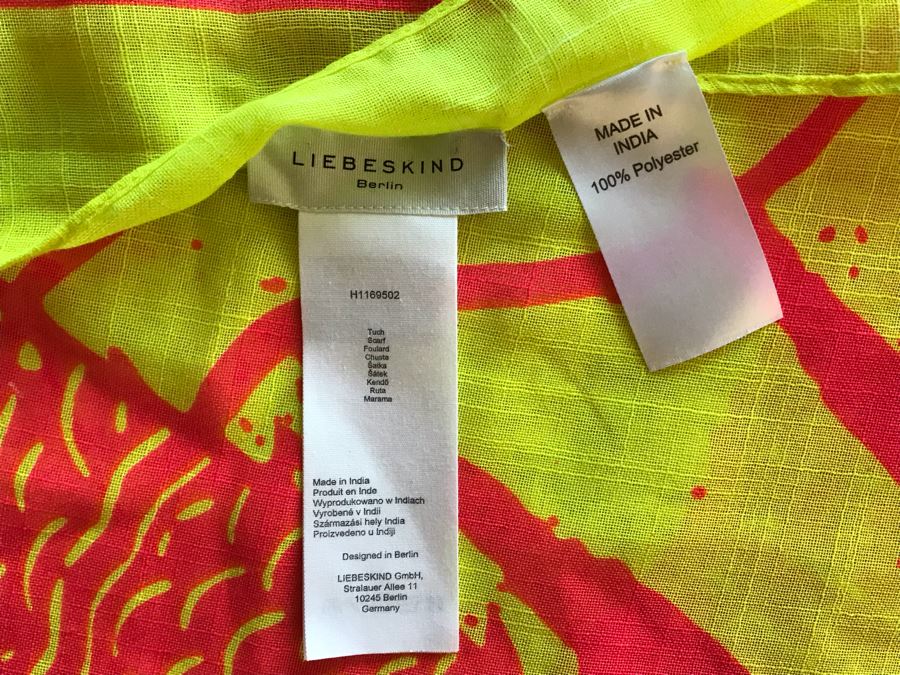 LIEBESKIND
Berlin
H1169502
Tuch
Scarf
Foulard
Chusta
Šatka
Šátek
Kendő
Ruta
Marama
Made in India
Produit en Inde
Wyprodukowano w Indiach
Vyrobené v Indii
Származási hely India
Proizvedeno u Indiji
Designed in Berlin
LIEBESKIND GmbH,
Stralauer Allee 11
10245 Berlin
Germany
MADE IN
INDIA
100% Polyester